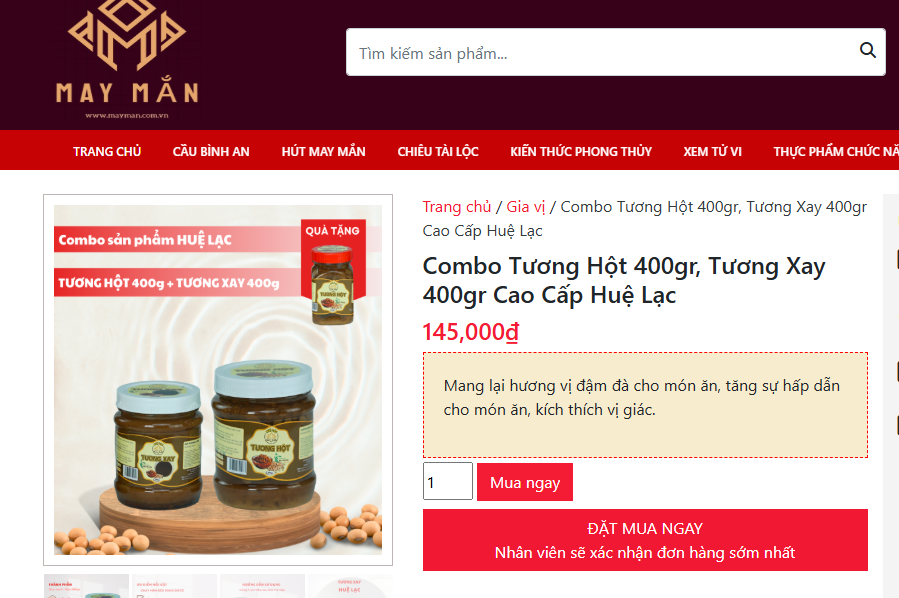 MAY MẮN
www.mayman.com.vn
Tìm kiếm sản phẩm...
TRANG CHỦ
CẦU BÌNH AN
HÚT MAY MẮN
CHIÊU TÀI LỘC
KIẾN THỨC PHONG THỦY
XEM TỬ VI
THỰC PHẨM CHỨC NĂ
Combo sản phẩm HUỆ LẠC
TƯƠNG HỘT 400g + TƯƠNG XAY 400g
QUÀ TẶNG
TƯƠNG HỘT
TƯƠNG XAY
TƯƠNG HỘT
Trang chủ / Gia vị / Combo Tương Hột 400gr, Tương Xay 400gr
Cao Cấp Huệ Lạc
Combo Tương Hột 400gr, Tương Xay
400gr Cao Cấp Huệ Lạc
145,000₫
Mang lại hương vị đậm đà cho món ăn, tăng sự hấp dẫn
cho món ăn, kích thích vị giác.
1
Mua ngay
ĐẶT MUA NGAY
Nhân viên sẽ xác nhận đơn hàng sớm nhất
HUỆ LẠC